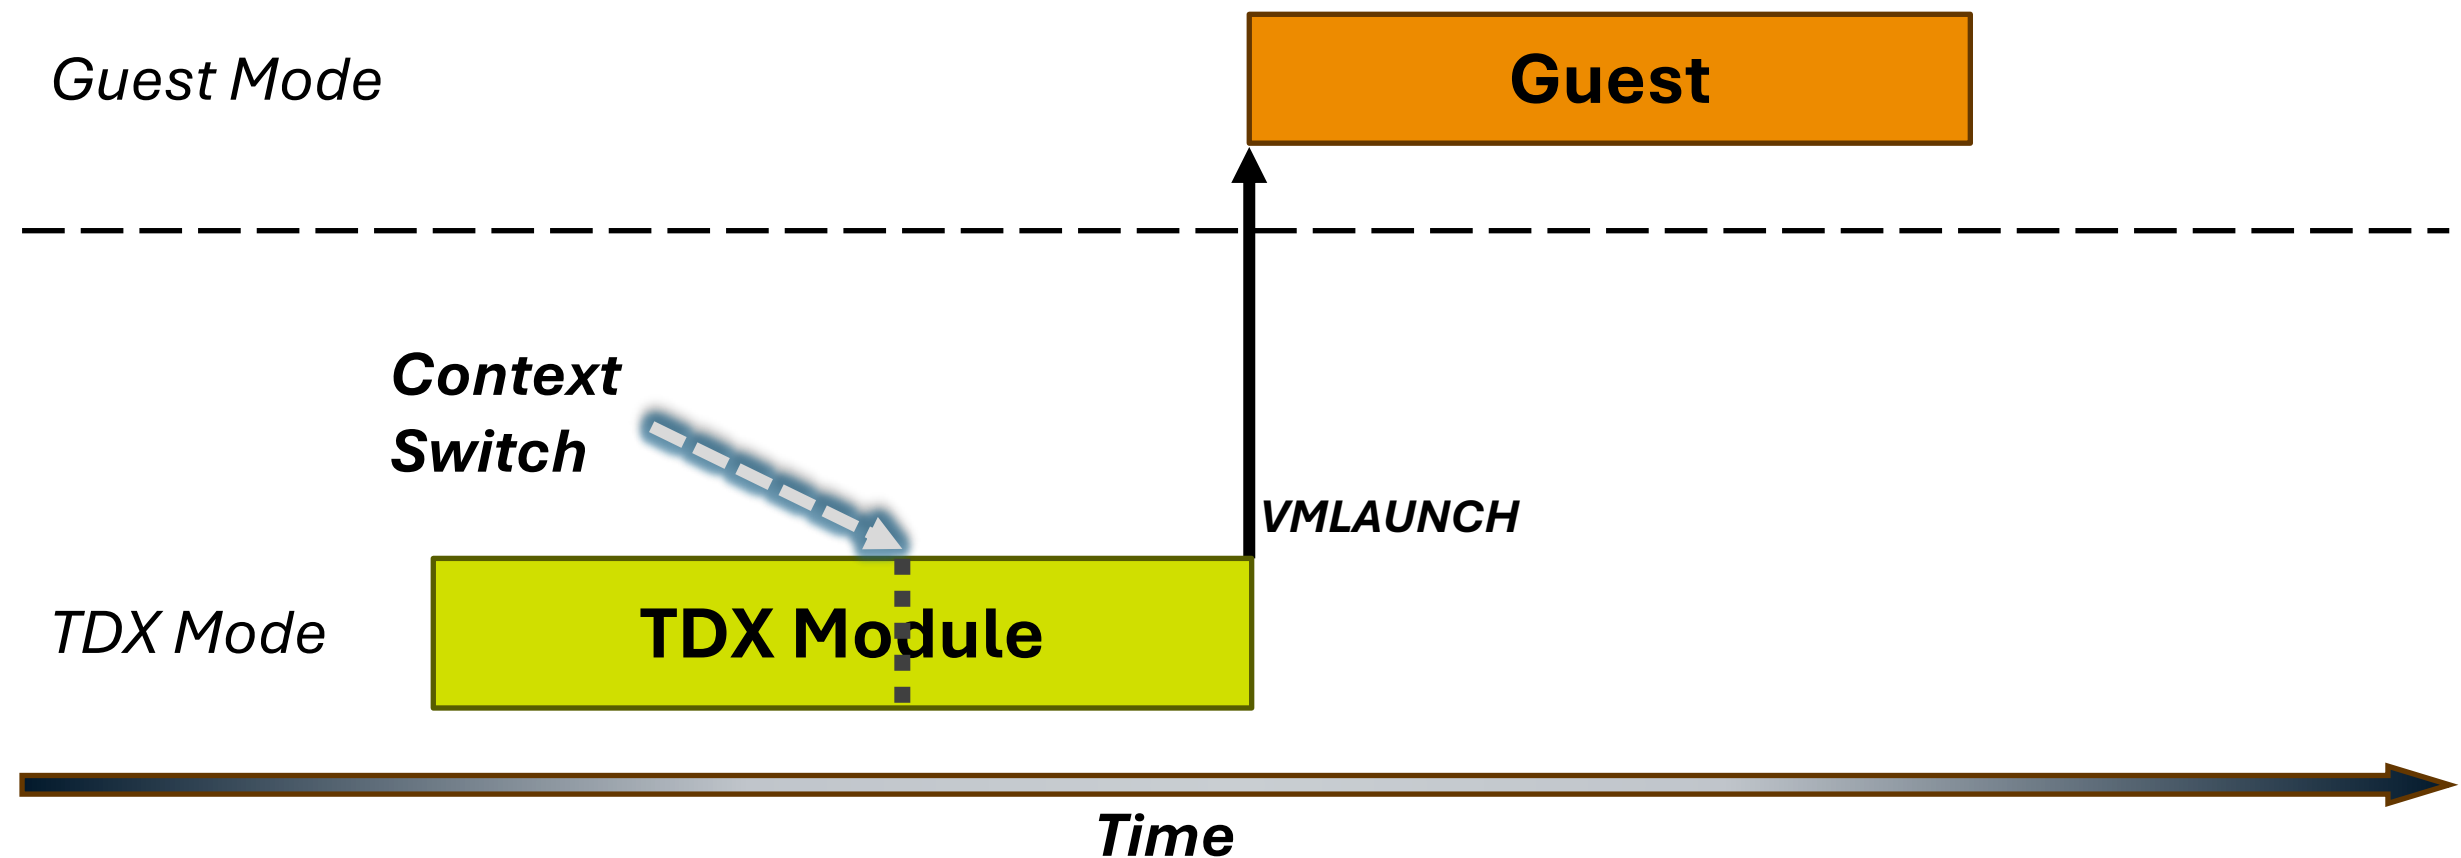 Guest Mode
Guest
Context
Switch
VMLAUNCH
TDX Mode
TDX Module
Time